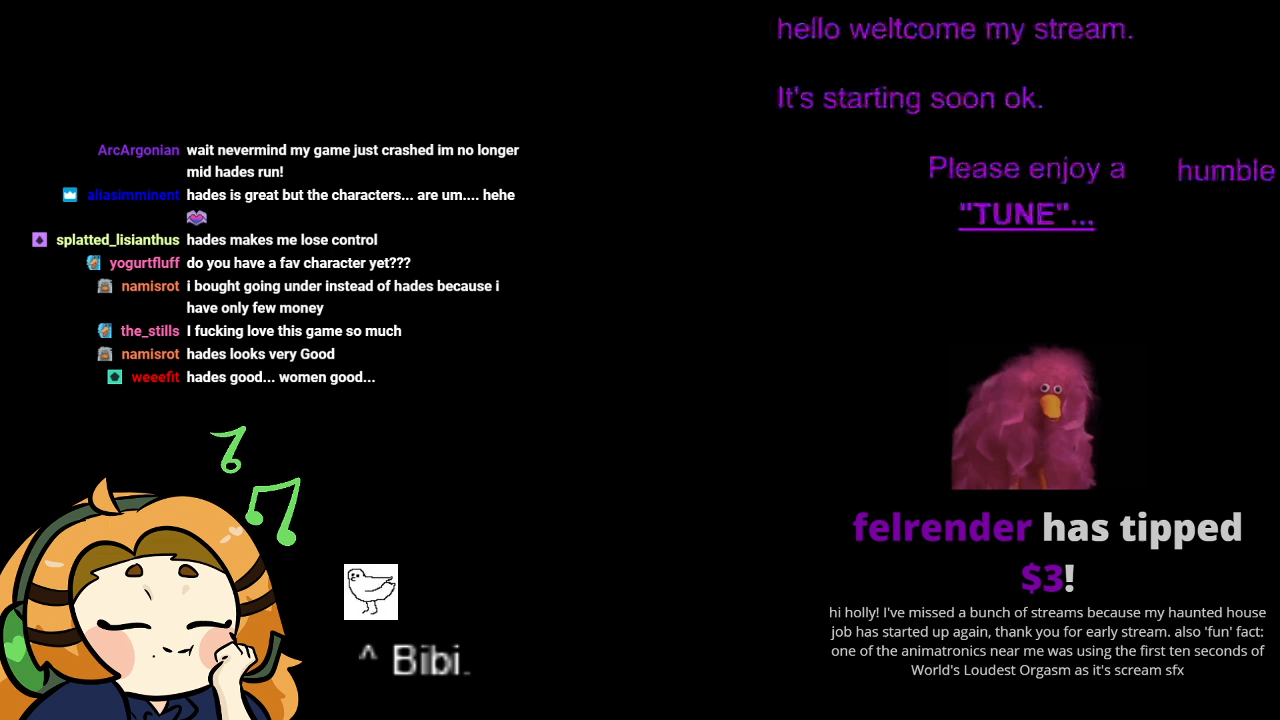 hello weltcome my stream.
It's starting soon ok.
Please enjoy a humble
"TUNE"...
ArcArgonian wait nevermind my game just crashed im no longer
mid hades run!
aliasimminent hades is great but the characters... are um.... hehe
splatted_lisianthus hades makes me lose control
yogurtfluff do you have a fav character yet???
namisrot i bought going under instead of hades because i
have only few money
the_stills I fucking love this game so much
namisrot hades looks very Good
weeefit hades good... women good...
^ Bibi.
felrender has tipped
$3!
hi holly! I've missed a bunch of streams because my haunted house
job has started up again, thank you for early stream. also 'fun' fact:
one of the animatronics near me was using the first ten seconds of
World's Loudest Orgasm as it's scream sfx